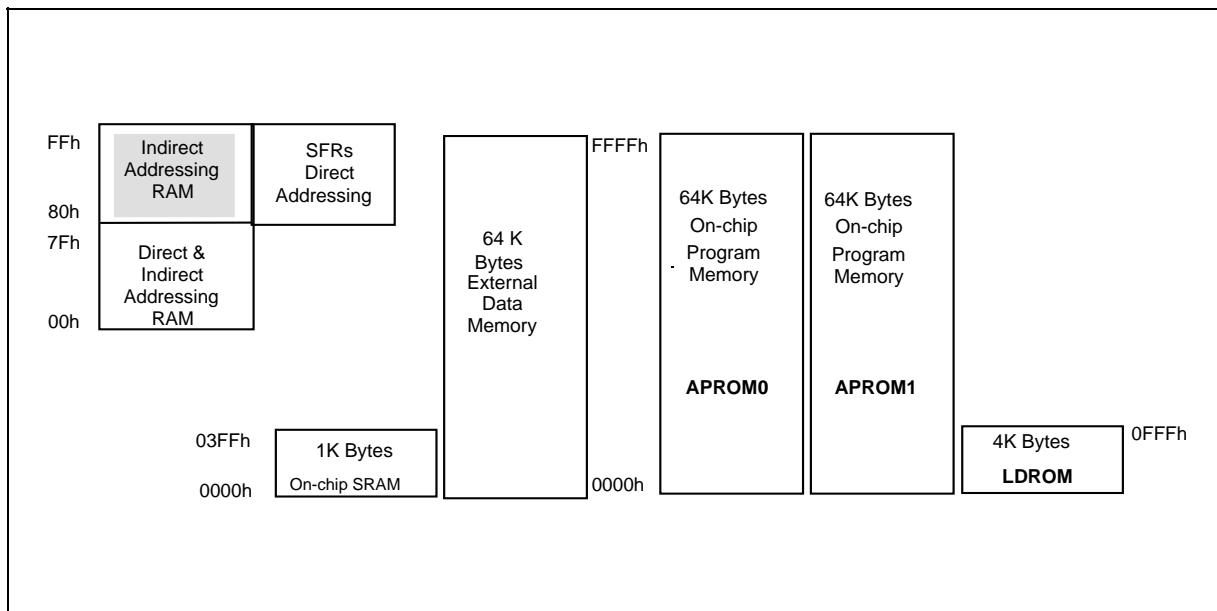 FFh
Indirect
Addressing
RAM
80h
SFRs
Direct
Addressing
7Fh
Direct &
Indirect
Addressing
RAM
00h
03FFh
1K Bytes
On-chip SRAM
0000h
64 K
Bytes
External
Data
Memory
FFFFh
0000h
64K Bytes
On-chip
Program
Memory
APROM0
64K Bytes
On-chip
Program
Memory
APROM1
4K Bytes
LDROM
0FFFh